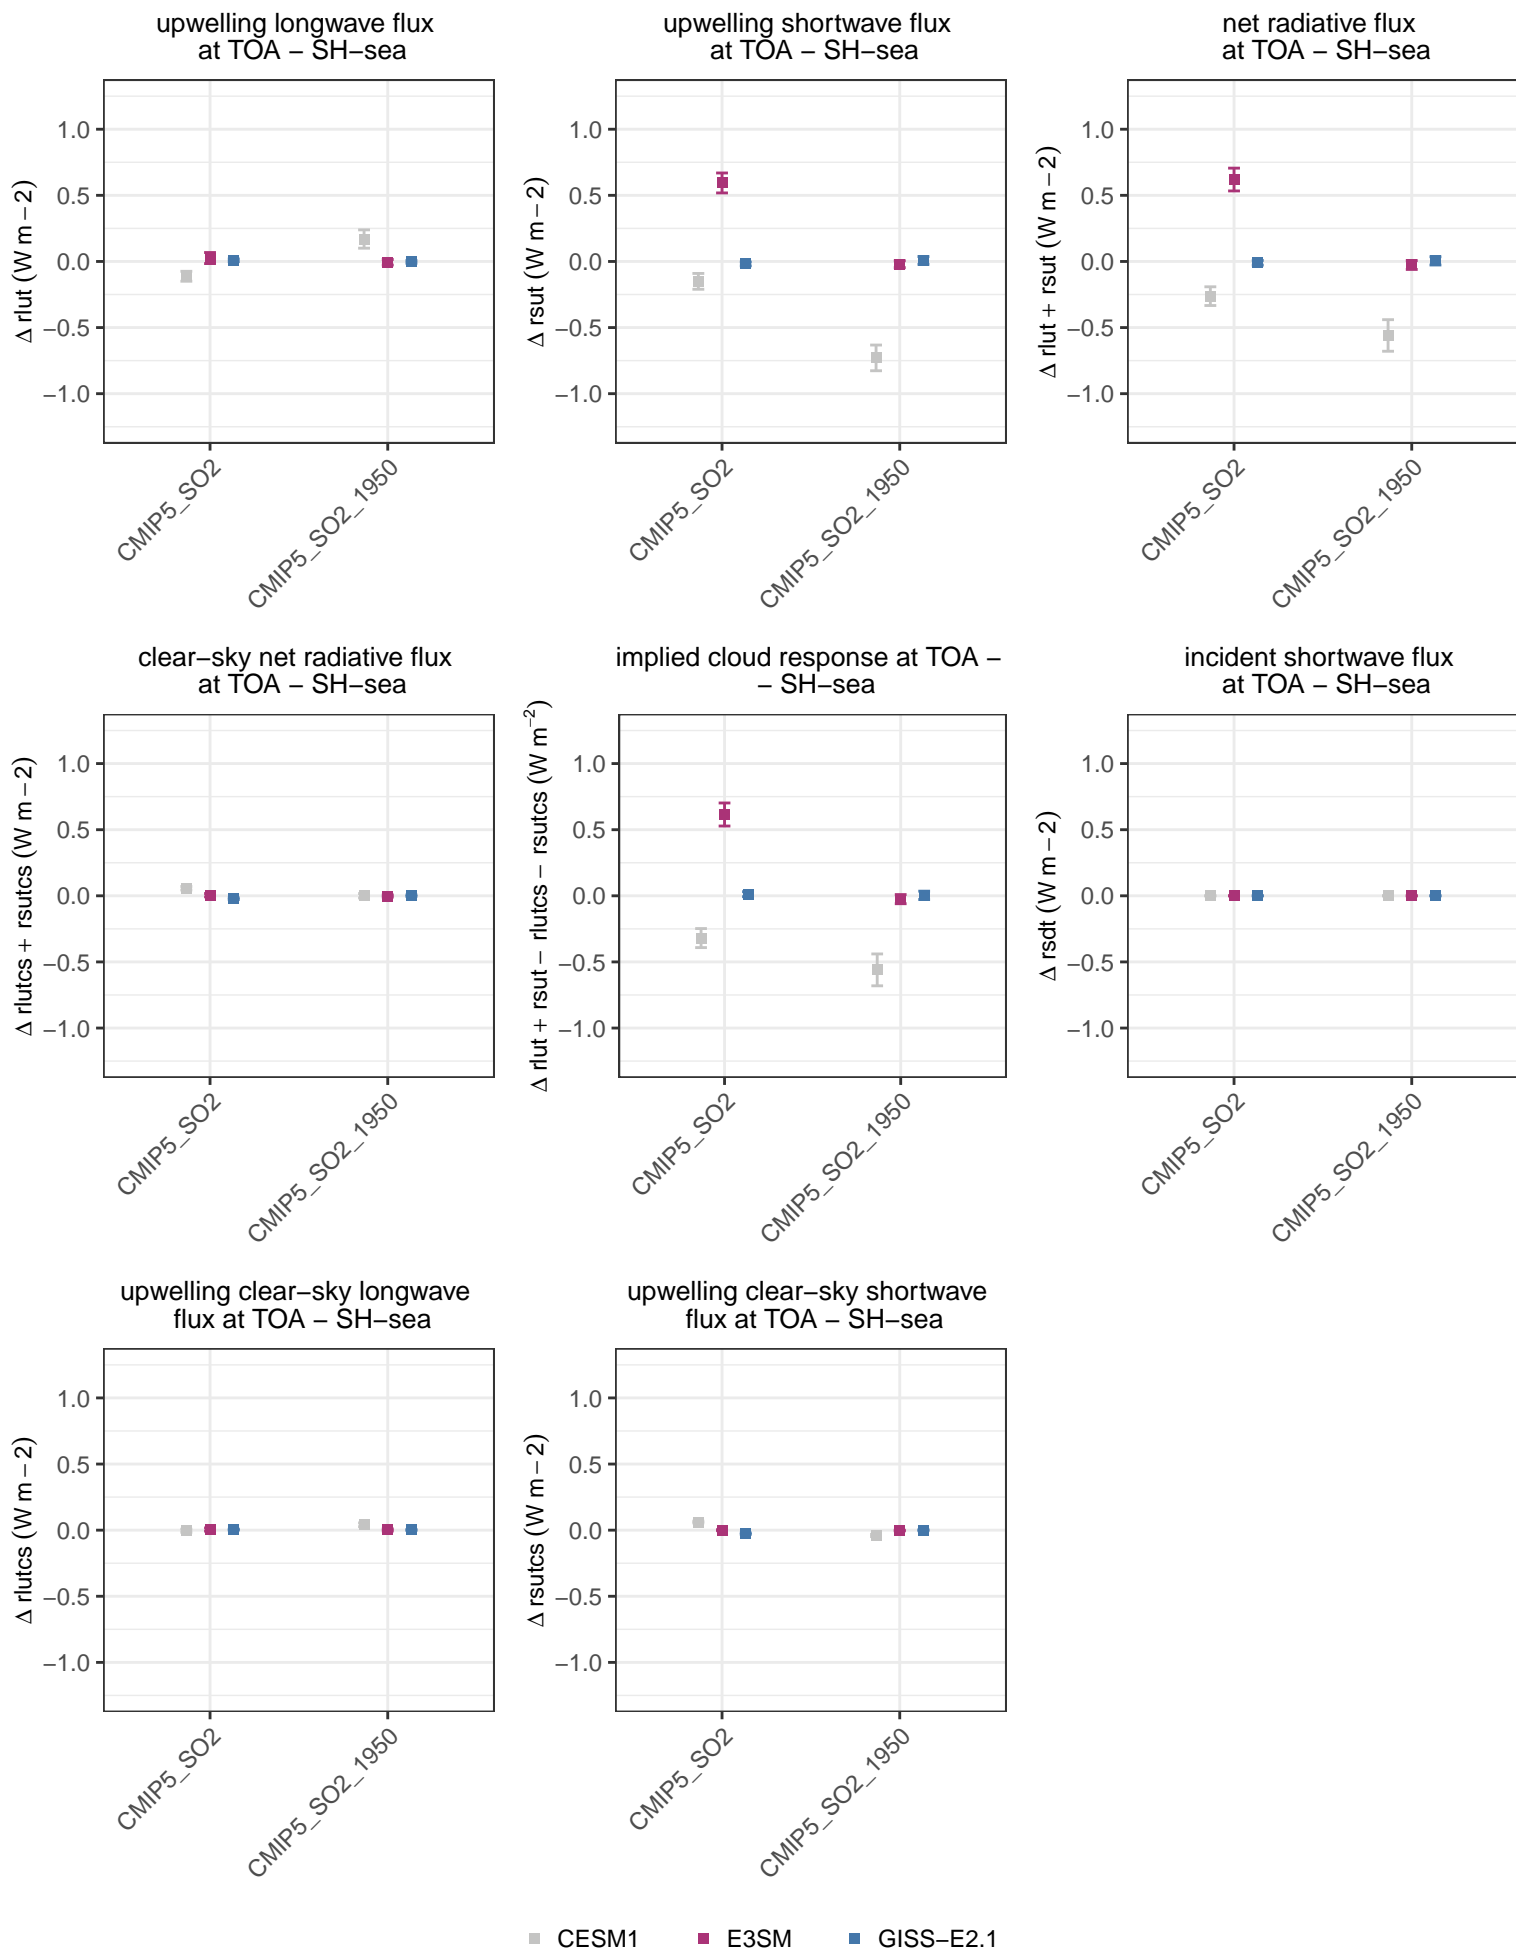 upwelling longwave flux
at TOA − SH−sea
Δ rlut (W m − 2)
1.0
0.5
0.0
−0.5
−1.0
CMIP5_SO2
CMIP5_SO2_1950
upwelling shortwave flux
at TOA − SH−sea
Δ rsut (W m − 2)
1.0
0.5
0.0
−0.5
−1.0
CMIP5_SO2
CMIP5_SO2_1950
net radiative flux
at TOA − SH−sea
Δ rlut + rsut (W m − 2)
1.0
0.5
0.0
−0.5
−1.0
CMIP5_SO2
CMIP5_SO2_1950
clear−sky net radiative flux
at TOA − SH−sea
Δ rlutcs + rsutcs (W m − 2)
1.0
0.5
0.0
−0.5
−1.0
CMIP5_SO2
CMIP5_SO2_1950
implied cloud response at TOA −
− SH−sea
Δ rlut + rsut − rlutcs − rsutcs (W m⁻²)
1.0
0.5
0.0
−0.5
−1.0
CMIP5_SO2
CMIP5_SO2_1950
incident shortwave flux
at TOA − SH−sea
Δ rsdt (W m − 2)
1.0
0.5
0.0
−0.5
−1.0
CMIP5_SO2
CMIP5_SO2_1950
upwelling clear−sky longwave
flux at TOA − SH−sea
Δ rlutcs (W m − 2)
1.0
0.5
0.0
−0.5
−1.0
CMIP5_SO2
CMIP5_SO2_1950
upwelling clear−sky shortwave
flux at TOA − SH−sea
Δ rsutcs (W m − 2)
1.0
0.5
0.0
−0.5
−1.0
CMIP5_SO2
CMIP5_SO2_1950
CESM1 E3SM GISS−E2.1